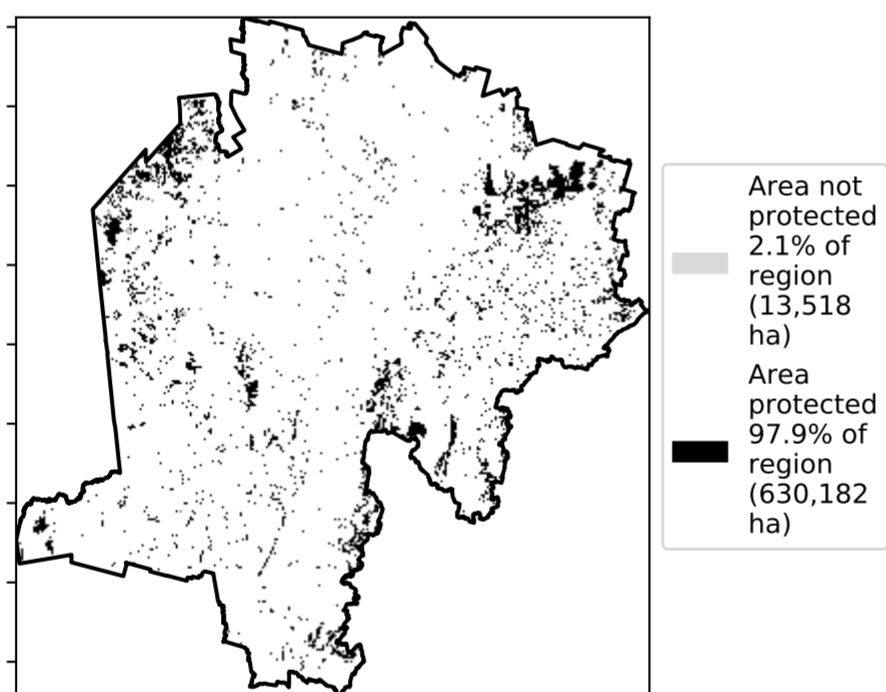 Area not
protected
2.1% of
region
(13,518
ha)
Area
protected
97.9% of
region
(630,182
ha)